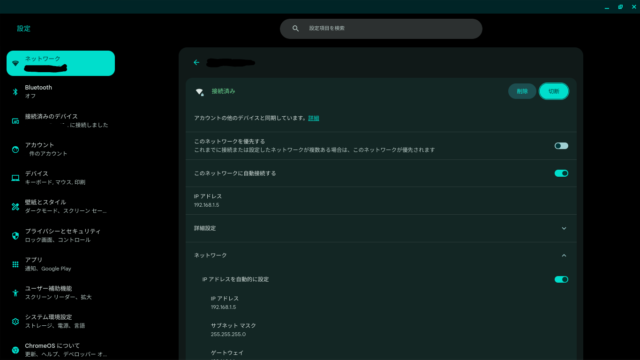 設定
設定項目を検索
ネットワーク
Bluetooth
オフ
接続済みのデバイス
に接続しました
アカウント
件のアカウント
デバイス
キーボード, マウス, 印刷
壁紙とスタイル
ダークモード、スクリーン セー...
プライバシーとセキュリティ
ロック画面、コントロール
アプリ
通知、Google Play
ユーザー補助機能
スクリーン リーダー、拡大
システム環境設定
ストレージ、電源、言語
ChromeOS について
更新、ヘルプ、デベロッパー オ...
接続済み
削除
切断
アカウントの他のデバイスと同期しています。詳細
このネットワークを優先する
これまでに接続または設定したネットワークが複数ある場合は、このネットワークが優先されます
このネットワークに自動接続する
IP アドレス
192.168.1.5
詳細設定
ネットワーク
IP アドレスを自動的に設定
IP アドレス
192.168.1.5
サブネット マスク
255.255.255.0
ゲートウェイ